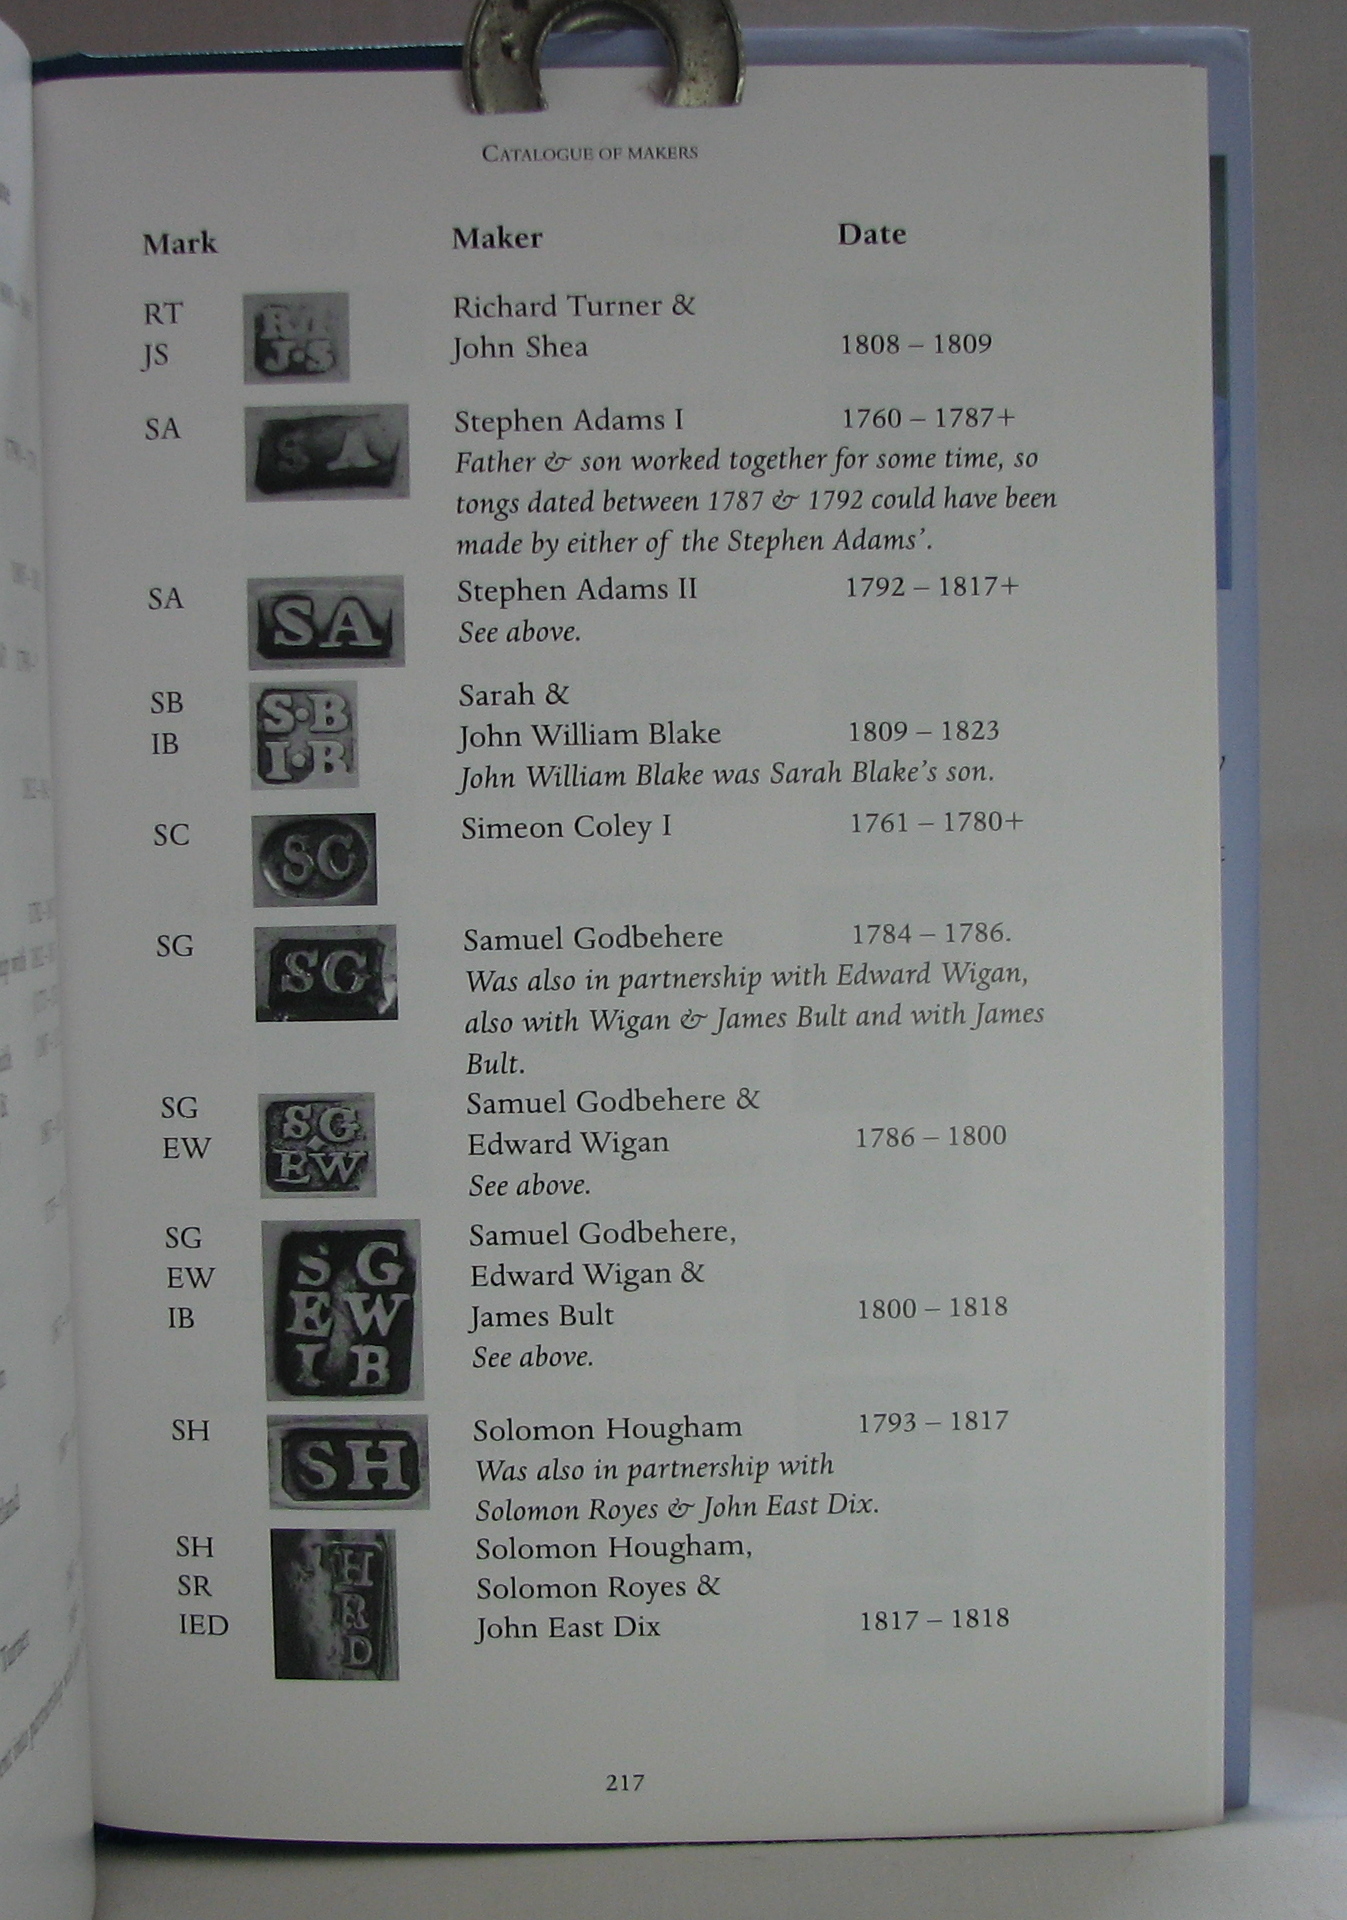 CATALOGUE OF MAKERS
Mark Maker Date
RT Richard Turner &
JS John Shea 1808 – 1809
R·T
J·S
SA Stephen Adams I 1760 – 1787+
S A
Father & son worked together for some time, so
tongs dated between 1787 & 1792 could have been
made by either of the Stephen Adams’.
SA Stephen Adams II 1792 – 1817+
SA
See above.
SB Sarah &
IB John William Blake 1809 – 1823
S·B
I·B
John William Blake was Sarah Blake’s son.
SC Simeon Coley I 1761 – 1780+
SC
SG Samuel Godbehere 1784 – 1786.
SG
Was also in partnership with Edward Wigan,
also with Wigan & James Bult and with James
Bult.
SG Samuel Godbehere &
EW Edward Wigan 1786 – 1800
SG
EW
See above.
SG Samuel Godbehere,
EW Edward Wigan &
IB James Bult 1800 – 1818
S G
E W
I B
See above.
SH Solomon Hougham 1793 – 1817
SH
Was also in partnership with
Solomon Royes & John East Dix.
SH Solomon Hougham,
SR Solomon Royes &
IED John East Dix 1817 – 1818
H
R
D
217